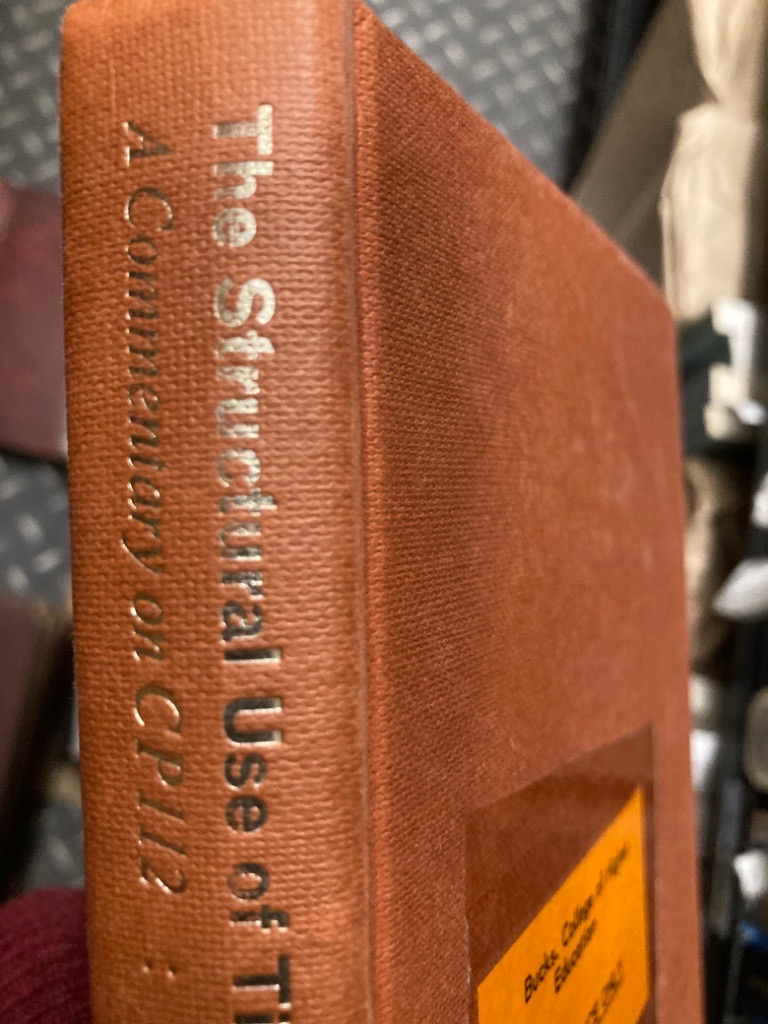 The Structural Use of Ti
A Commentary on CP112 :
Bucks. College of Higher
Education